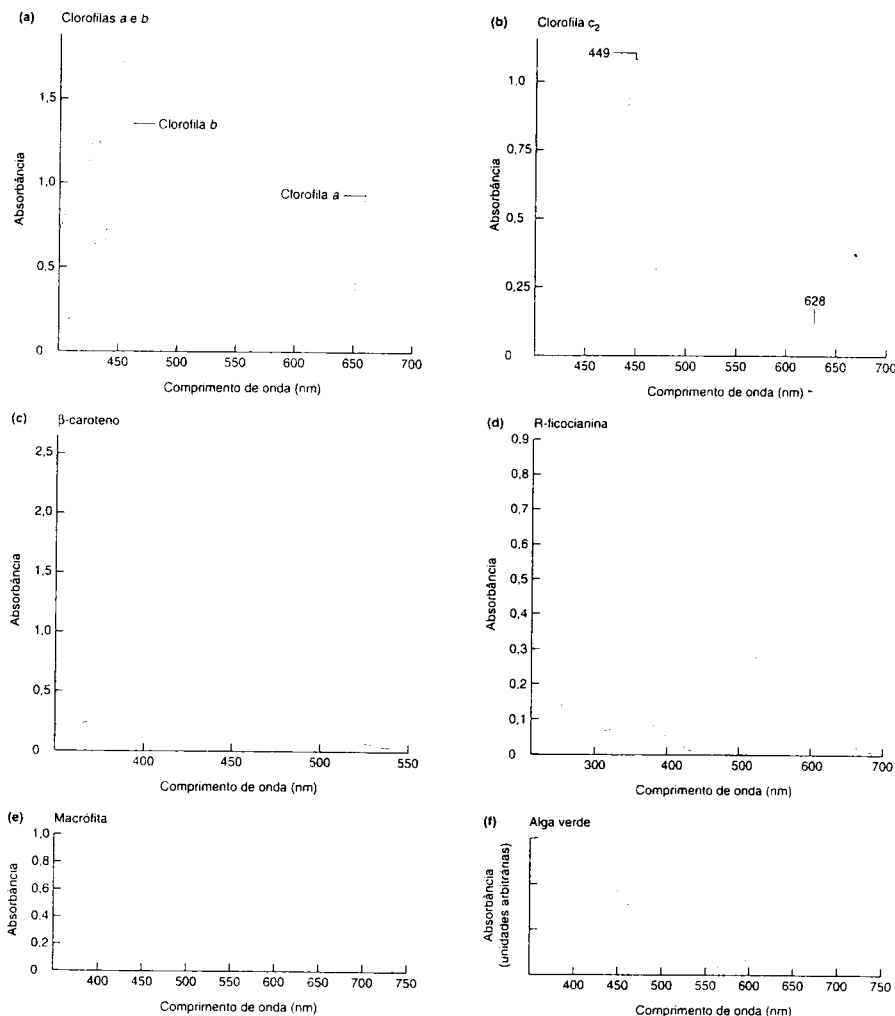 (a) Clorofilas a e b
Absorbância
1,5
1,0
0,5
0
Clorofila b
Clorofila a
450 500 550 600 650 700
Comprimento de onda (nm)
(b) Clorofila c₂
Absorbância
1,0
0,75
0,5
0,25
0
449
628
450 450 500 550 600 650 700
Comprimento de onda (nm)
(c) β-caroteno
Absorbância
2,5
2,0
1,5
1,0
0,5
0
400 450 500 550
Comprimento de onda (nm)
(d) R-ficocianina
Absorbância
0,9
0,8
0,7
0,6
0,5
0,4
0,3
0,2
0,1
0
300 400 500 600 700
Comprimento de onda (nm)
(e) Macrófita
Absorbância
1,0
0,8
0,6
0,4
0,2
0
400 450 500 550 600 650 700 750
Comprimento de onda (nm)
(f) Alga verde
Absorbância
(unidades arbitrárias)
400 450 500 550 600 650 700 750
Comprimento de onda (nm)